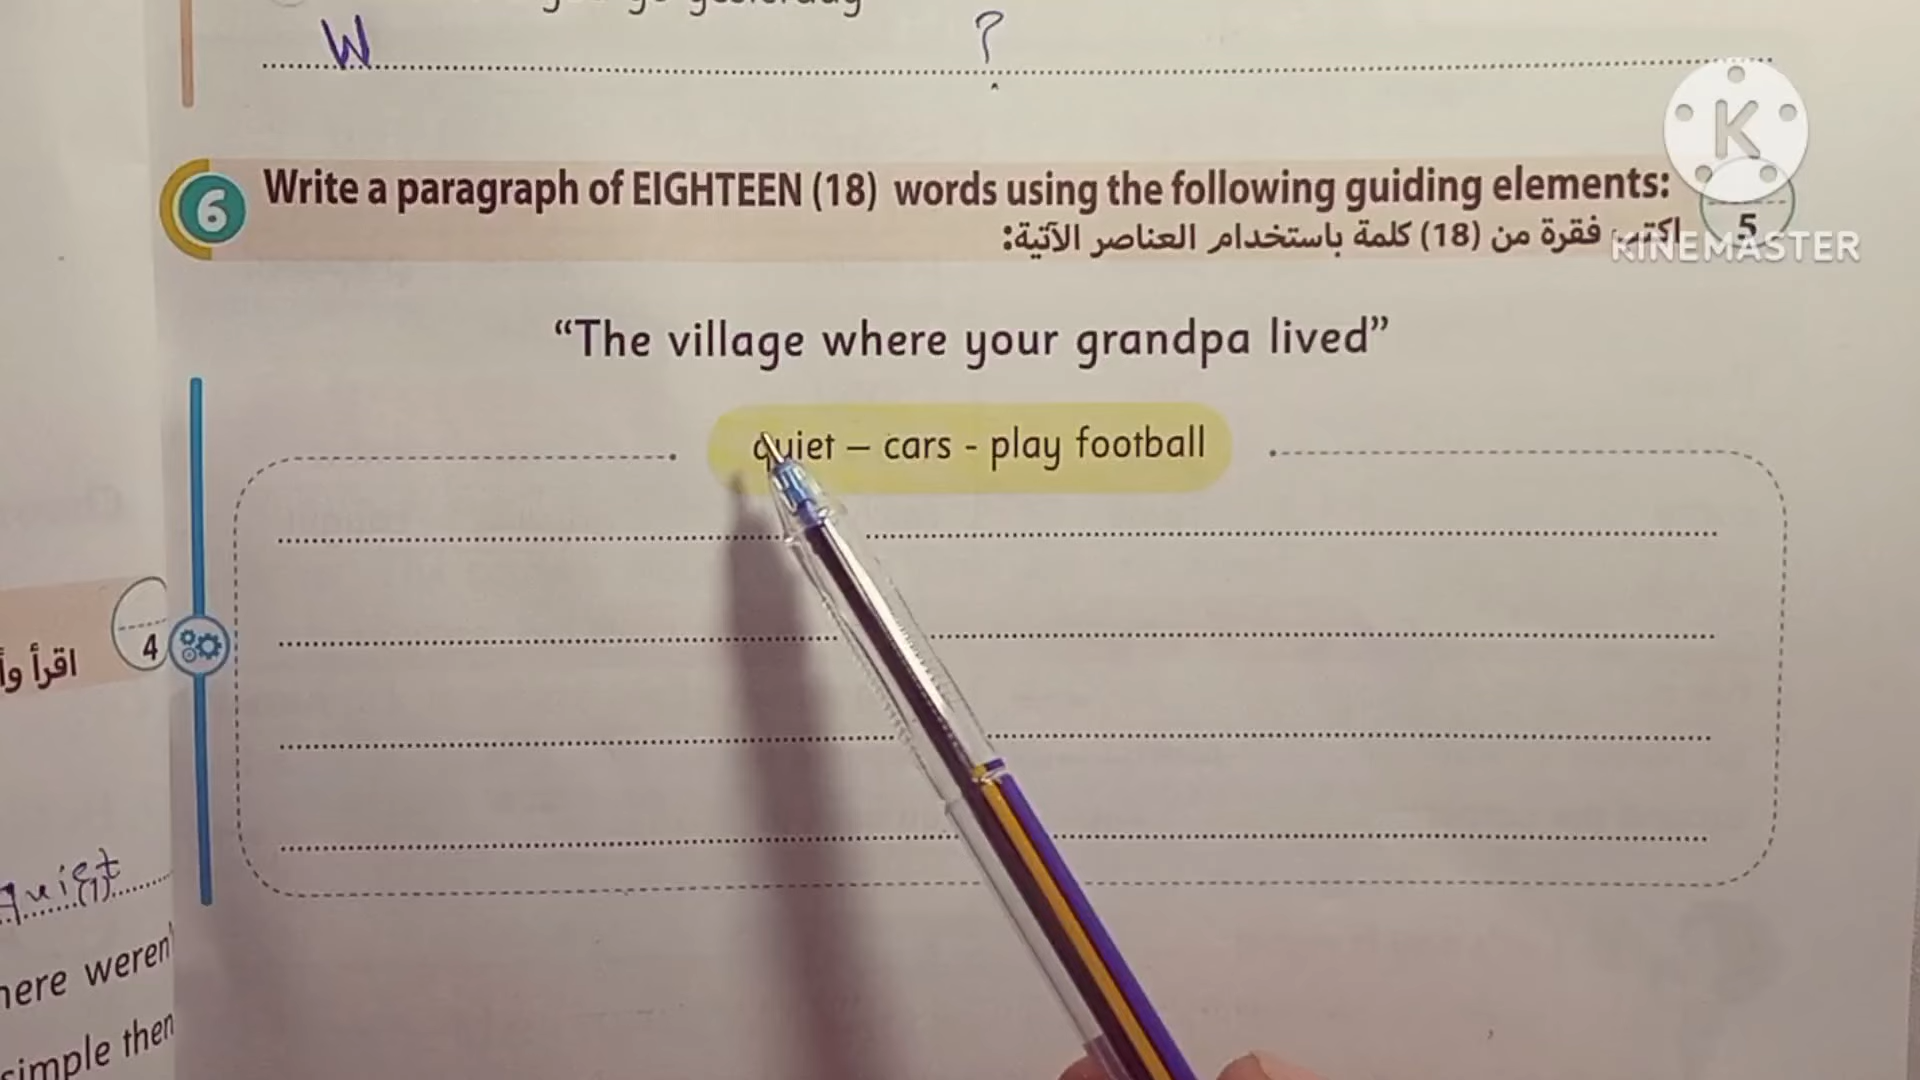 yesterday
W ?
6 Write a paragraph of EIGHTEEN (18) words using the following guiding elements:
اكتب فقرة من (18) كلمة باستخدام العناصر الآتية:
5
K
KINEMASTER
“The village where your grandpa lived”
quiet – cars - play football
4
اقرأ وأ
quiet
(1)
here weren'
simple then